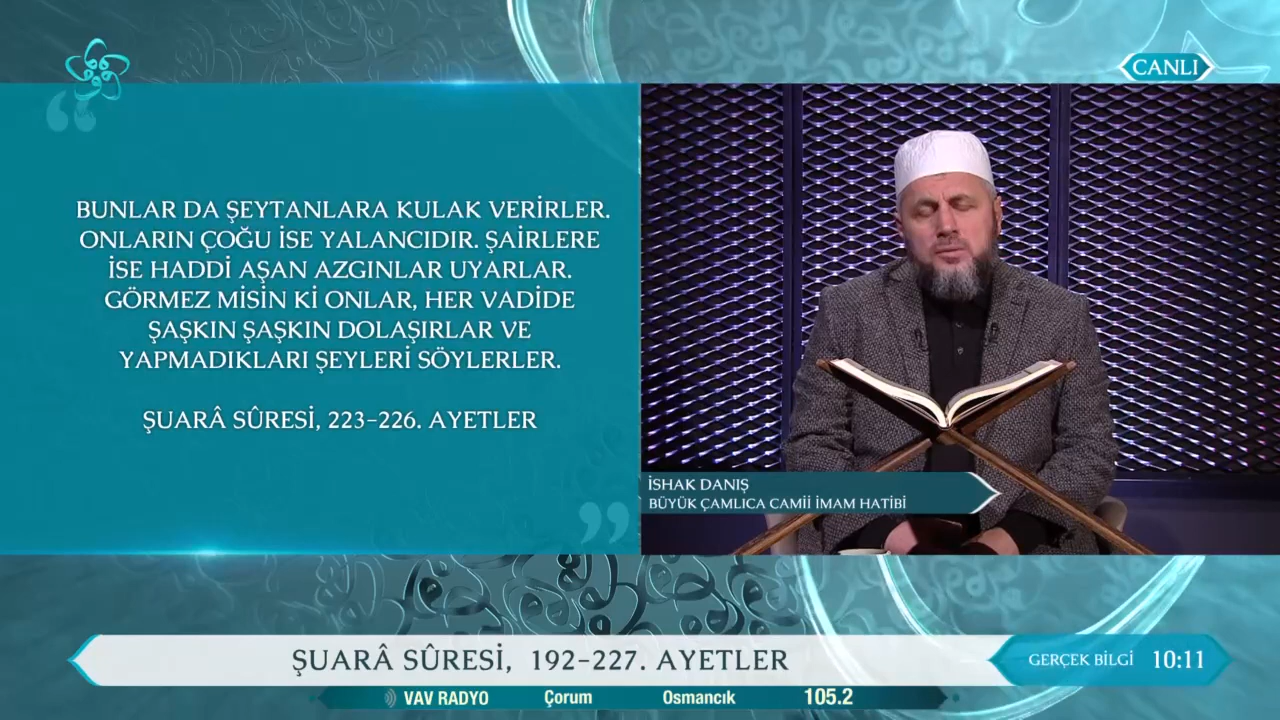 CANLI
BUNLAR DA ŞEYTANLARA KULAK VERİRLER.
ONLARIN ÇOĞU İSE YALANCIDIR. ŞAİRLERE
İSE HADDİ AŞAN AZGINLAR UYARLAR.
GÖRMEZ MİSİN Kİ ONLAR, HER VADİDE
ŞAŞKIN ŞAŞKIN DOLAŞIRLAR VE
YAPMADIKLARI ŞEYLERİ SÖYLERLER.
ŞUARÂ SÛRESİ, 223-226. AYETLER
İSHAK DANIŞ
BÜYÜK ÇAMLICA CAMİİ İMAM HATİBİ
ŞUARÂ SÛRESİ, 192-227. AYETLER
GERÇEK BİLGİ 10:11
VAV RADYO Çorum Osmancık 105.2